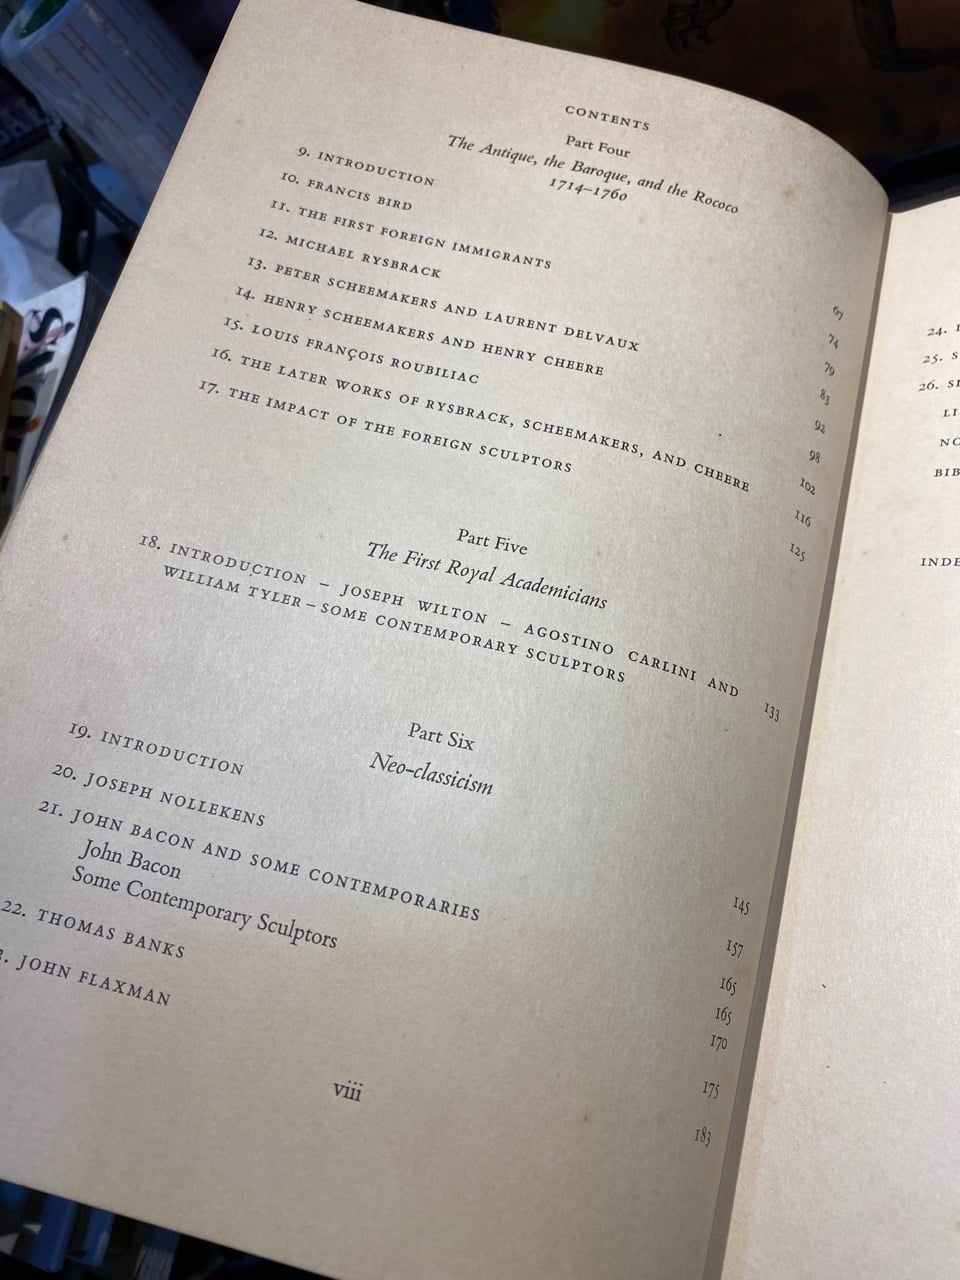 CONTENTS
Part Four
The Antique, the Baroque, and the Rococo
1714–1760
9. INTRODUCTION 67
10. FRANCIS BIRD 74
11. THE FIRST FOREIGN IMMIGRANTS 79
12. MICHAEL RYSBRACK 83
13. PETER SCHEEMAKERS AND LAURENT DELVAUX 92
14. HENRY SCHEEMAKERS AND HENRY CHEERE 98
15. LOUIS FRANÇOIS ROUBILIAC 102
16. THE LATER WORKS OF RYSBRACK, SCHEEMAKERS, AND CHEERE 116
17. THE IMPACT OF THE FOREIGN SCULPTORS 125
Part Five
The First Royal Academicians
18. INTRODUCTION – JOSEPH WILTON – AGOSTINO CARLINI AND
WILLIAM TYLER – SOME CONTEMPORARY SCULPTORS 133
Part Six
Neo-classicism
19. INTRODUCTION 145
20. JOSEPH NOLLEKENS 157
21. JOHN BACON AND SOME CONTEMPORARIES 165
John Bacon 165
Some Contemporary Sculptors 170
22. THOMAS BANKS 175
. JOHN FLAXMAN 183
viii
24.
25. S
26.
LI
NO
BIB
INDE